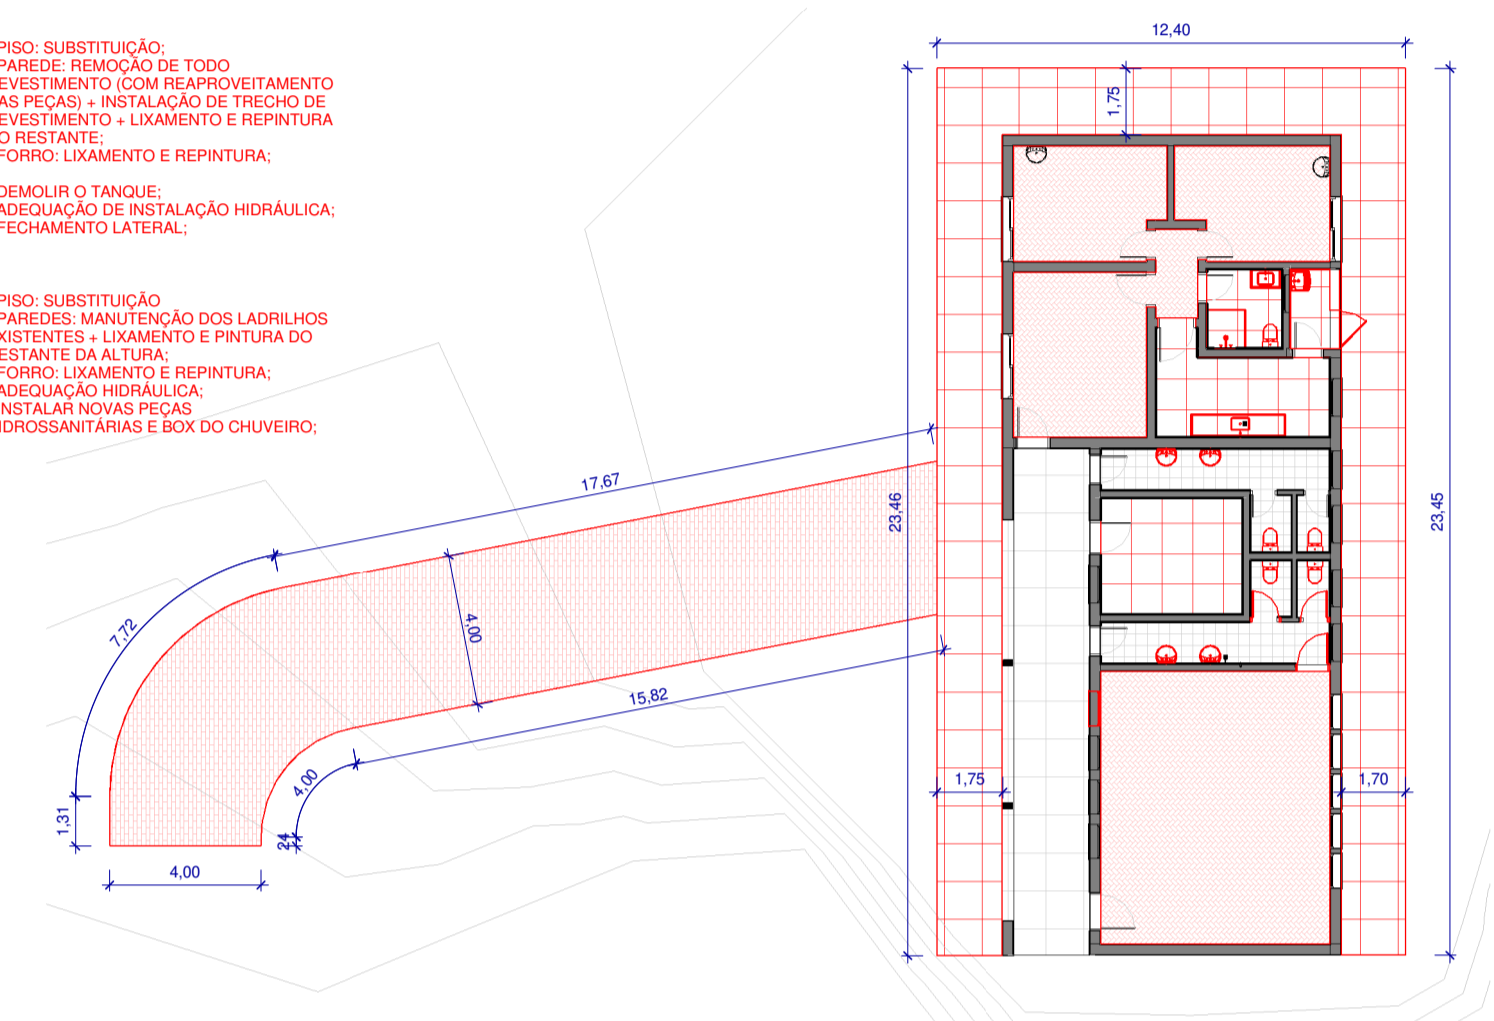 PISO: SUBSTITUIÇÃO;
PAREDE: REMOÇÃO DE TODO
EVESTIMENTO (COM REAPROVEITAMENTO
AS PEÇAS) + INSTALAÇÃO DE TRECHO DE
EVESTIMENTO + LIXAMENTO E REPINTURA
O RESTANTE;
FORRO: LIXAMENTO E REPINTURA;
DEMOLIR O TANQUE;
ADEQUAÇÃO DE INSTALAÇÃO HIDRÁULICA;
FECHAMENTO LATERAL;
PISO: SUBSTITUIÇÃO
PAREDES: MANUTENÇÃO DOS LADRILHOS
XISTENTES + LIXAMENTO E PINTURA DO
ESTANTE DA ALTURA;
FORRO: LIXAMENTO E REPINTURA;
ADEQUAÇÃO HIDRÁULICA;
INSTALAR NOVAS PEÇAS
IDROSSANITÁRIAS E BOX DO CHUVEIRO;
12,40
1,75
17,67
23,46
23,45
7,72
4,00
15,82
1,75
1,70
4,00
1,31
24
4,00